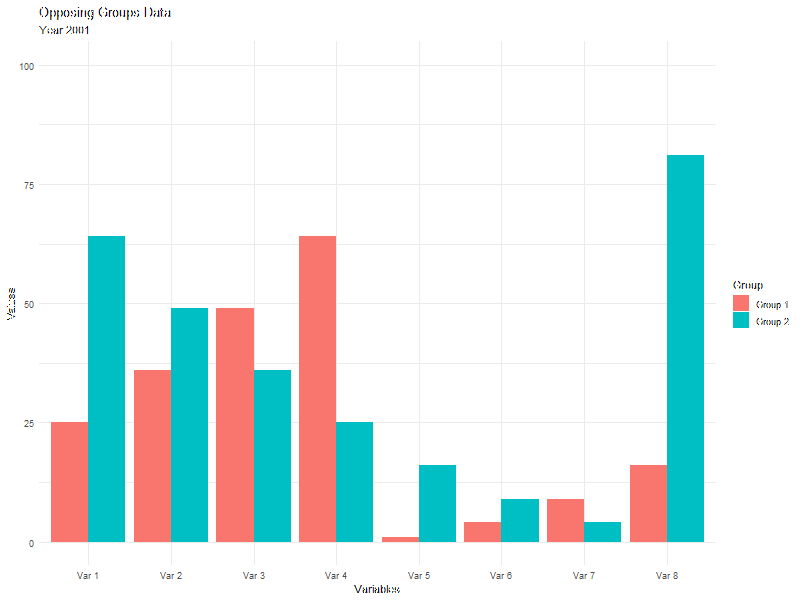 Opposing Groups Data
Year 2001
Values
100
75
50
25
0
Var 1 Var 2 Var 3 Var 4 Var 5 Var 6 Var 7 Var 8
Variables
Group
Group 1
Group 2